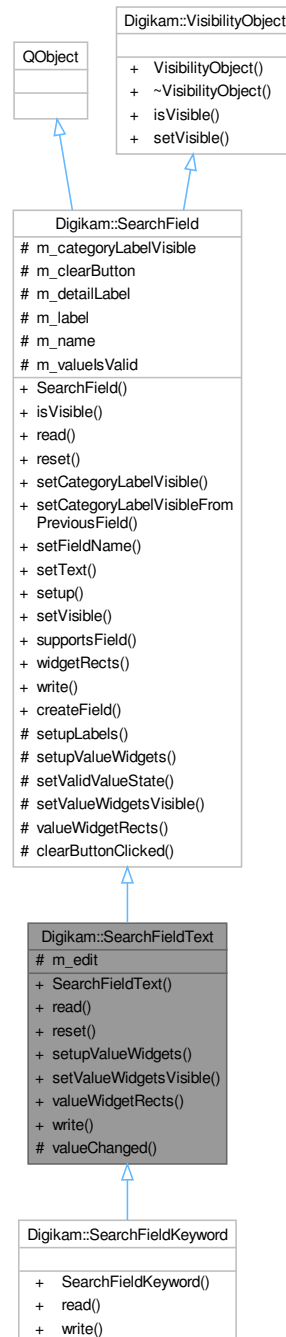 Digikam::VisibilityObject
+ VisibilityObject()
+ ~VisibilityObject()
+ isVisible()
+ setVisible()
QObject
Digikam::SearchField
# m_categoryLabelVisible
# m_clearButton
# m_detailLabel
# m_label
# m_name
# m_valueIsValid
+ SearchField()
+ isVisible()
+ read()
+ reset()
+ setCategoryLabelVisible()
+ setCategoryLabelVisibleFrom
PreviousField()
+ setFieldName()
+ setText()
+ setup()
+ setVisible()
+ supportsField()
+ widgetRects()
+ write()
+ createField()
# setupLabels()
# setupValueWidgets()
# setValidValueState()
# setValueWidgetsVisible()
# valueWidgetRects()
# clearButtonClicked()
Digikam::SearchFieldText
# m_edit
+ SearchFieldText()
+ read()
+ reset()
+ setupValueWidgets()
+ setValueWidgetsVisible()
+ valueWidgetRects()
+ write()
# valueChanged()
Digikam::SearchFieldKeyword
+ SearchFieldKeyword()
+ read()
+ write()